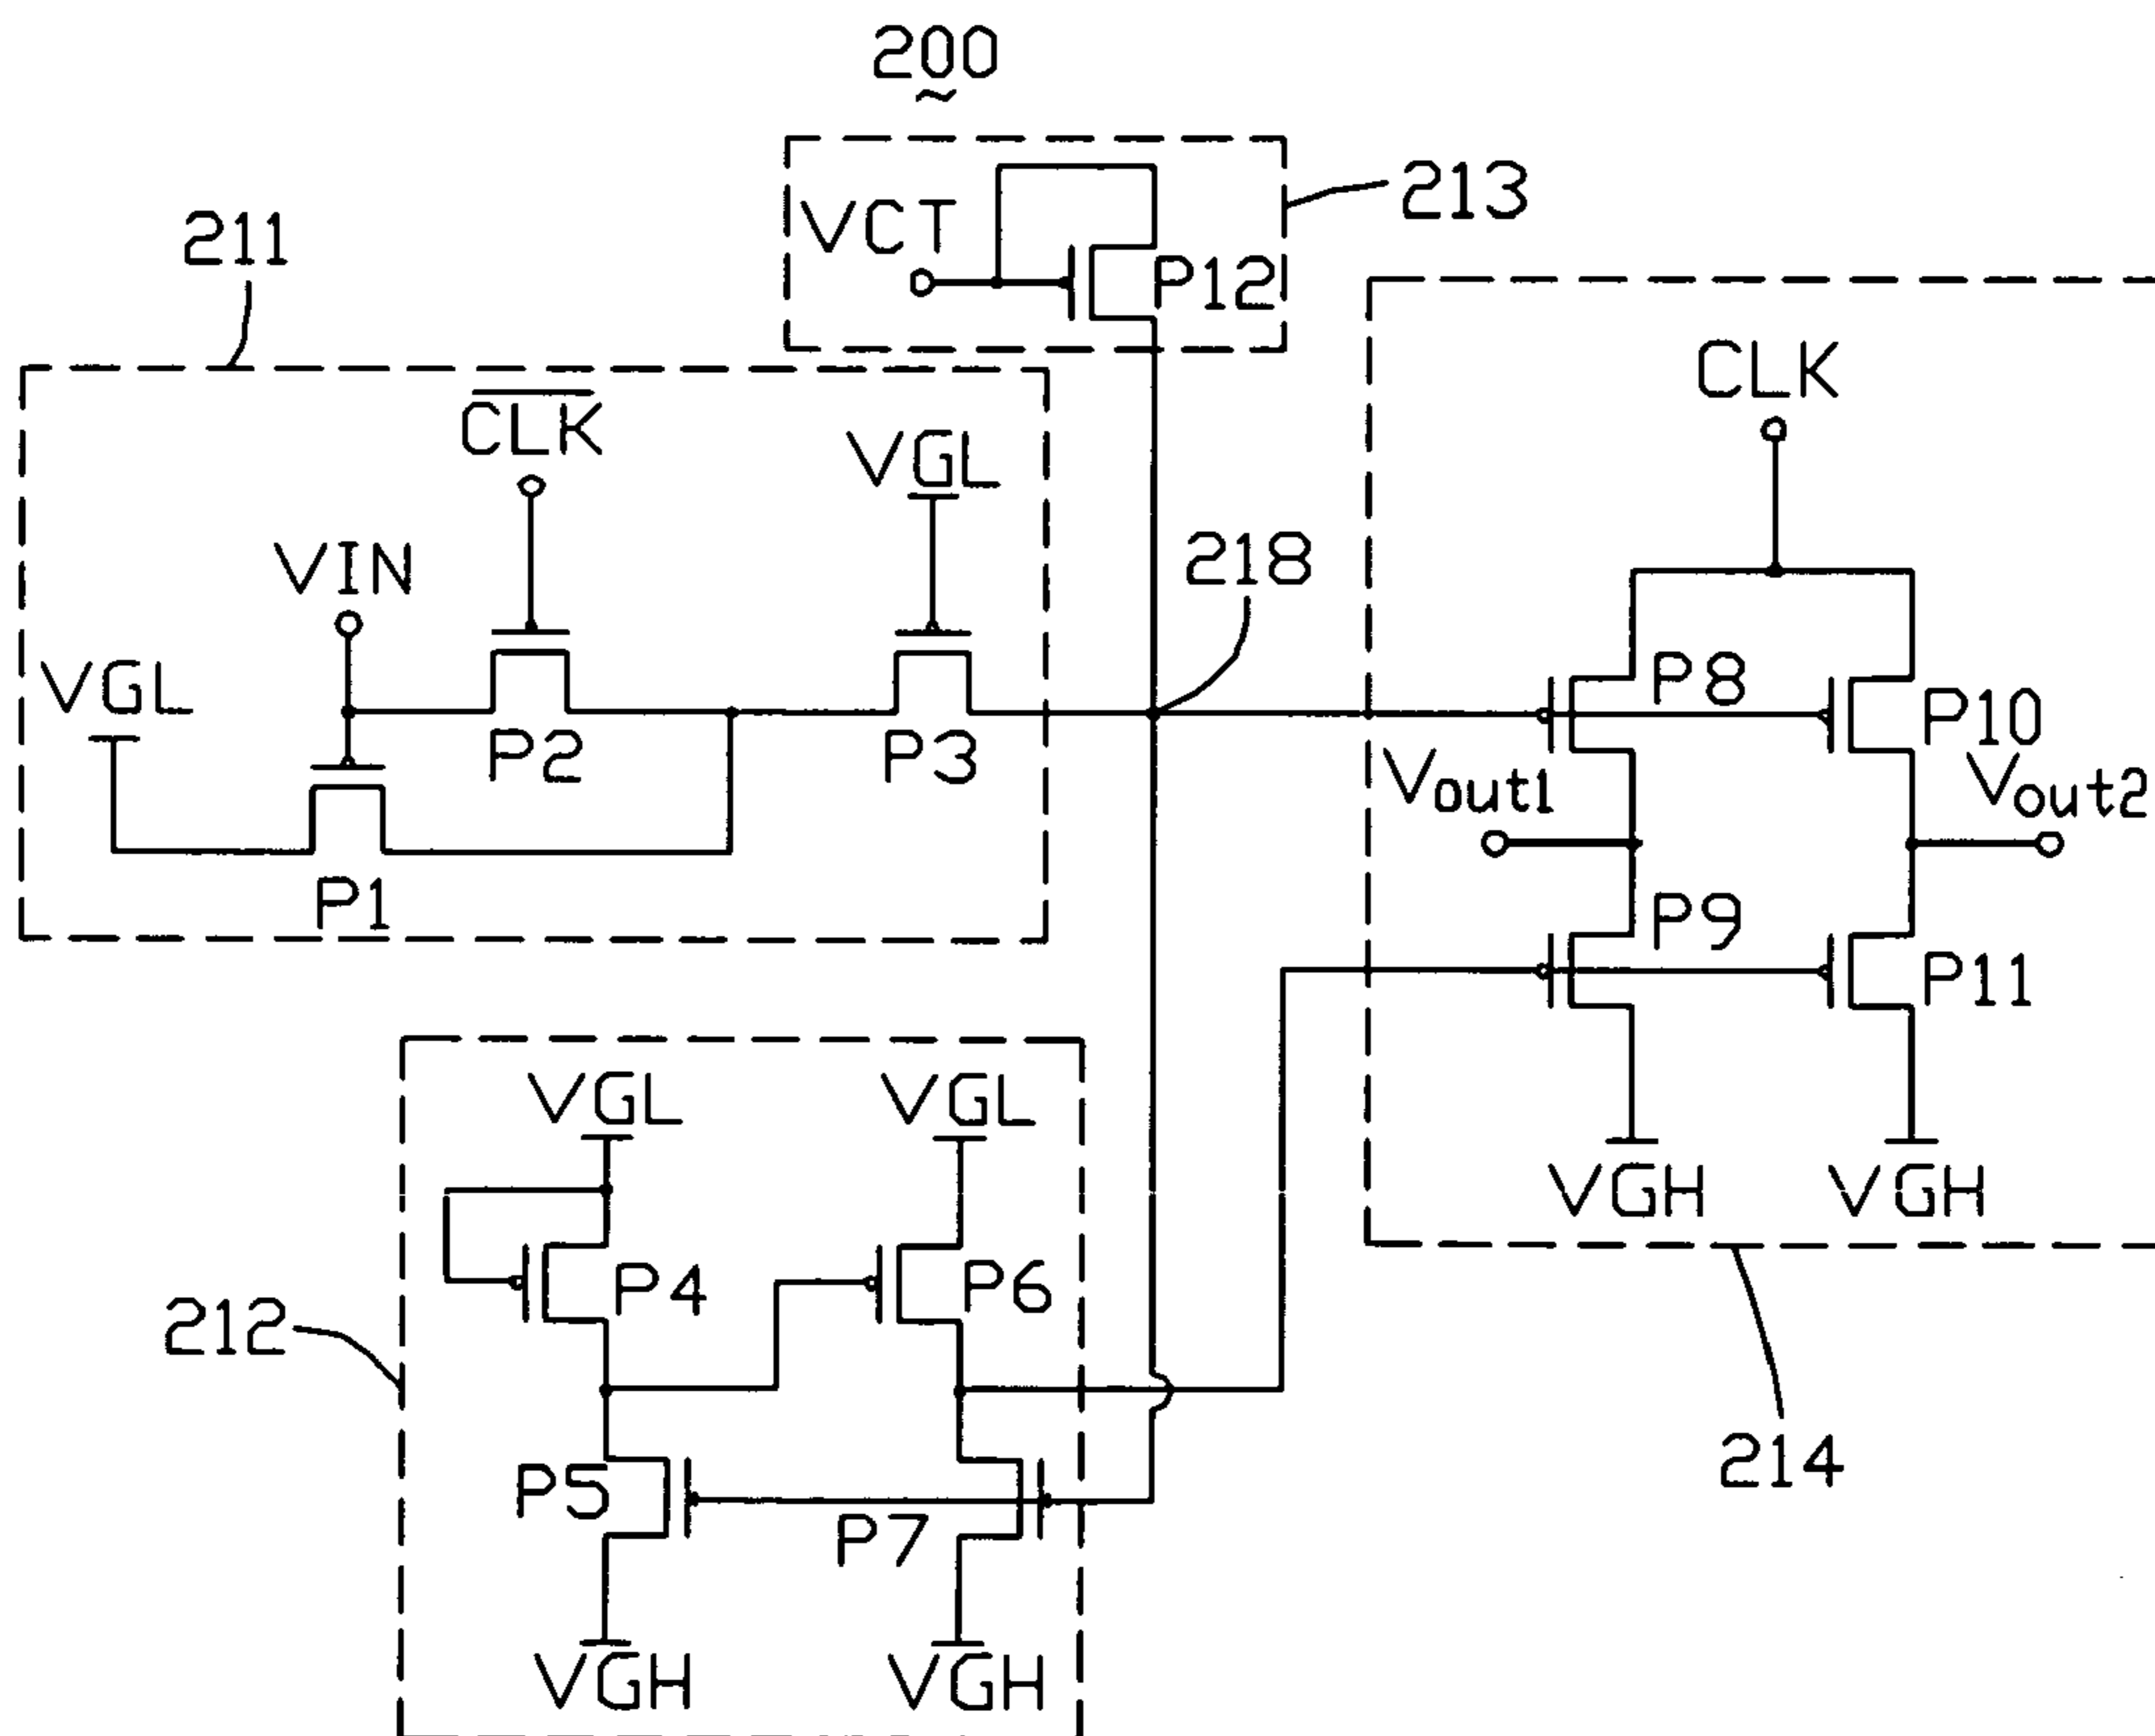 200
213
VCT
P12
211
CLK
CLK
VGL
VIN
218
VGL
P8
P10
P2
P3
Vout1
Vout2
P1
P9
P11
VGL
VGL
VGH
VGH
P4
P6
212
214
P5
P7
VGH
VGH